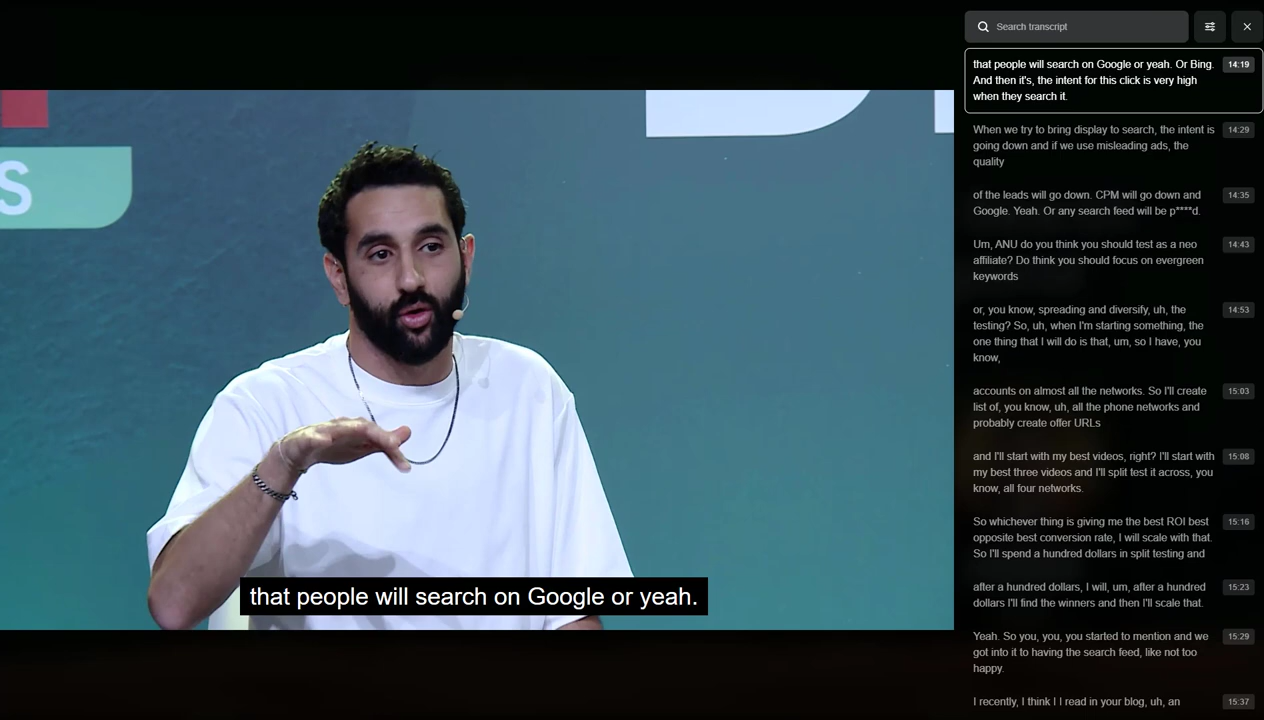 S
that people will search on Google or yeah.
Search transcript
that people will search on Google or yeah. Or Bing.
And then it's, the intent for this click is very high
when they search it.
14:19
When we try to bring display to search, the intent is
going down and if we use misleading ads, the
quality
14:29
of the leads will go down. CPM will go down and
Google. Yeah. Or any search feed will be p****d.
14:35
Um, ANU do you think you should test as a neo
affiliate? Do think you should focus on evergreen
keywords
14:43
or, you know, spreading and diversify, uh, the
testing? So, uh, when I'm starting something, the
one thing that I will do is that, um, so I have, you
know,
14:53
accounts on almost all the networks. So I'll create
list of, you know, uh, all the phone networks and
probably create offer URLs
15:03
and I'll start with my best videos, right? I'll start with
my best three videos and I'll split test it across, you
know, all four networks.
15:08
So whichever thing is giving me the best ROI best
opposite best conversion rate, I will scale with that.
So I'll spend a hundred dollars in split testing and
15:16
after a hundred dollars, I will, um, after a hundred
dollars I'll find the winners and then I'll scale that.
15:23
Yeah. So you, you, you started to mention and we
got into it to having the search feed, like not too
happy.
15:29
I recently, I think I I read in your blog, uh, an
15:37